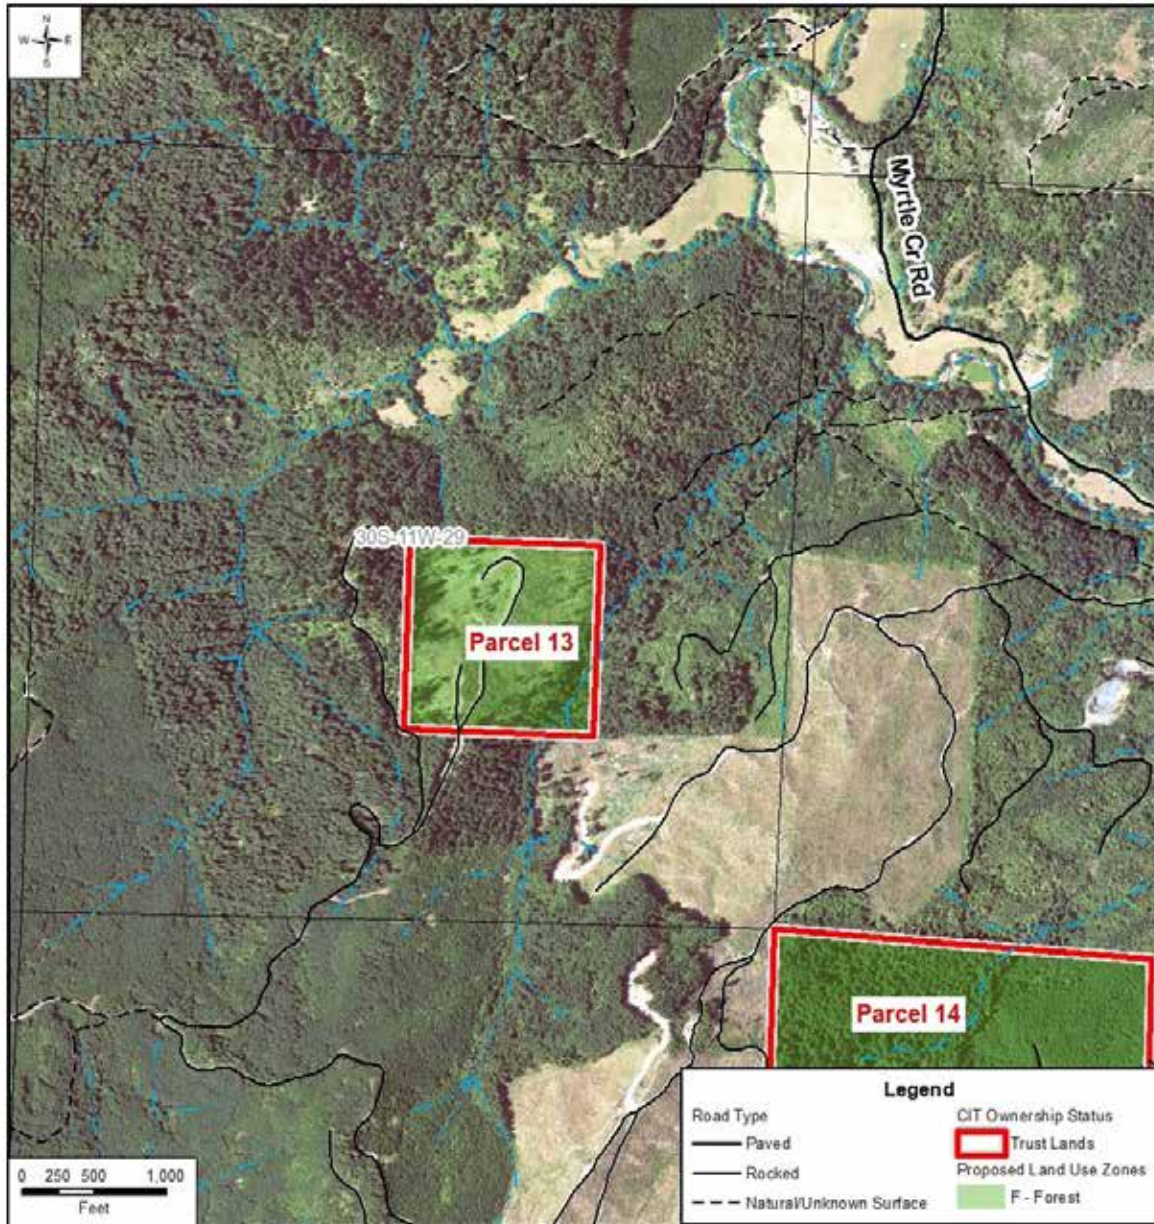 N
W E
S
Myrtle Cr Rd
30S-11W-29
Parcel 13
Parcel 14
Legend
Road Type
Paved
Rocked
Natural/Unknown Surface
CIT Ownership Status
Trust Lands
Proposed Land Use Zones
F - Forest
0 250 500 1,000
Feet